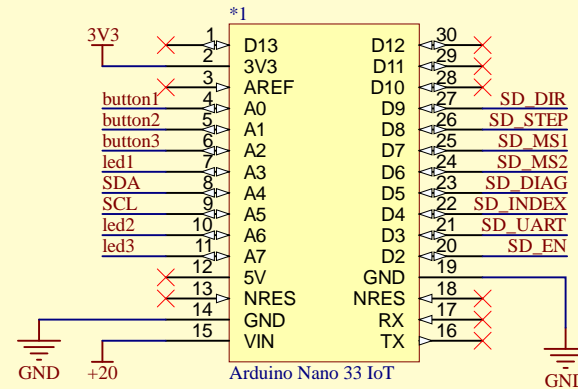 *1
3V3 1 D13 D12 30
2 3V3 D11 29
3 AREF D10 28
button1 4 A0 D9 27 SD_DIR
button2 5 A1 D8 26 SD_STEP
button3 6 A2 D7 25 SD_MS1
led1 7 A3 D6 24 SD_MS2
SDA 8 A4 D5 23 SD_DIAG
SCL 9 A5 D4 22 SD_INDEX
led2 10 A6 D3 21 SD_UART
led3 11 A7 D2 20 SD_EN
12 5V GND 19
13 NRES NRES 18
14 GND RX 17
15 VIN TX 16
GND +20 Arduino Nano 33 IoT GND